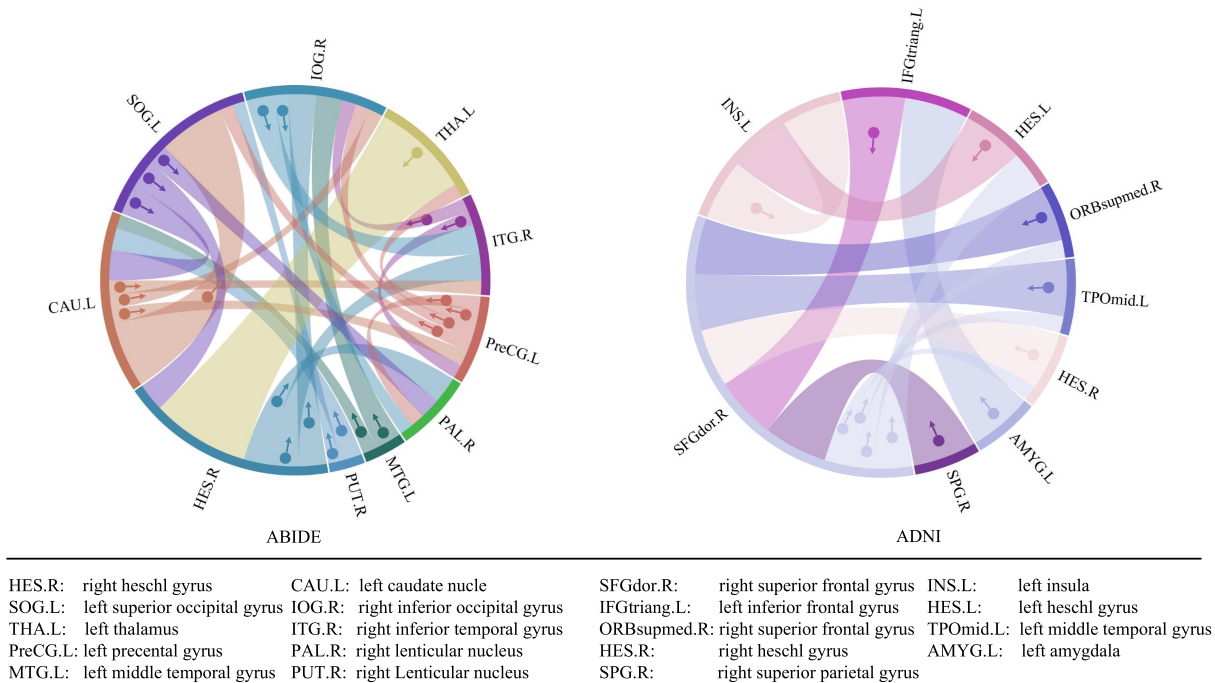 IOG.R
SOG.L
THA.L
ITG.R
CAU.L
PreCG.L
PAL.R
HES.R
PUT.R
MTG.L
ABIDE
IFGtriang.L
INS.L
HES.L
ORBsupmed.R
TPOmid.L
HES.R
SFGdor.R
AMYG.L
SPG.R
ADNI
HES.R: right heschl gyrus CAU.L: left caudate nucle SFGdor.R: right superior frontal gyrus INS.L: left insula
SOG.L: left superior occipital gyrus IOG.R: right inferior occipital gyrus IFGtriang.L: left inferior frontal gyrus HES.L: left heschl gyrus
THA.L: left thalamus ITG.R: right inferior temporal gyrus ORBsupmed.R: right superior frontal gyrus TPOmid.L: left middle temporal gyrus
PreCG.L: left precental gyrus PAL.R: right lenticular nucleus HES.R: right heschl gyrus AMYG.L: left amygdala
MTG.L: left middle temporal gyrus PUT.R: right Lenticular nucleus SPG.R: right superior parietal gyrus